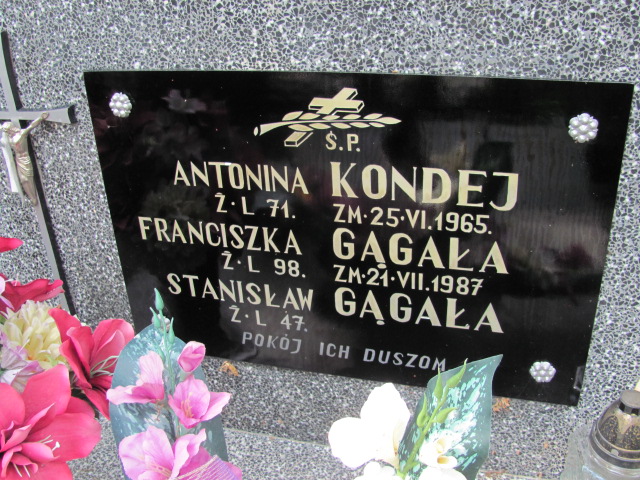 Ś.P.
ANTONINA KONDEJ
Ż·L 71. ZM·25·VI.1965.
FRANCISZKA GĄGAŁA
Ż·L 98. ZM·21·VII.1987
STANISŁAW GĄGAŁA
Ż·L 47.
POKÓJ ICH DUSZOM